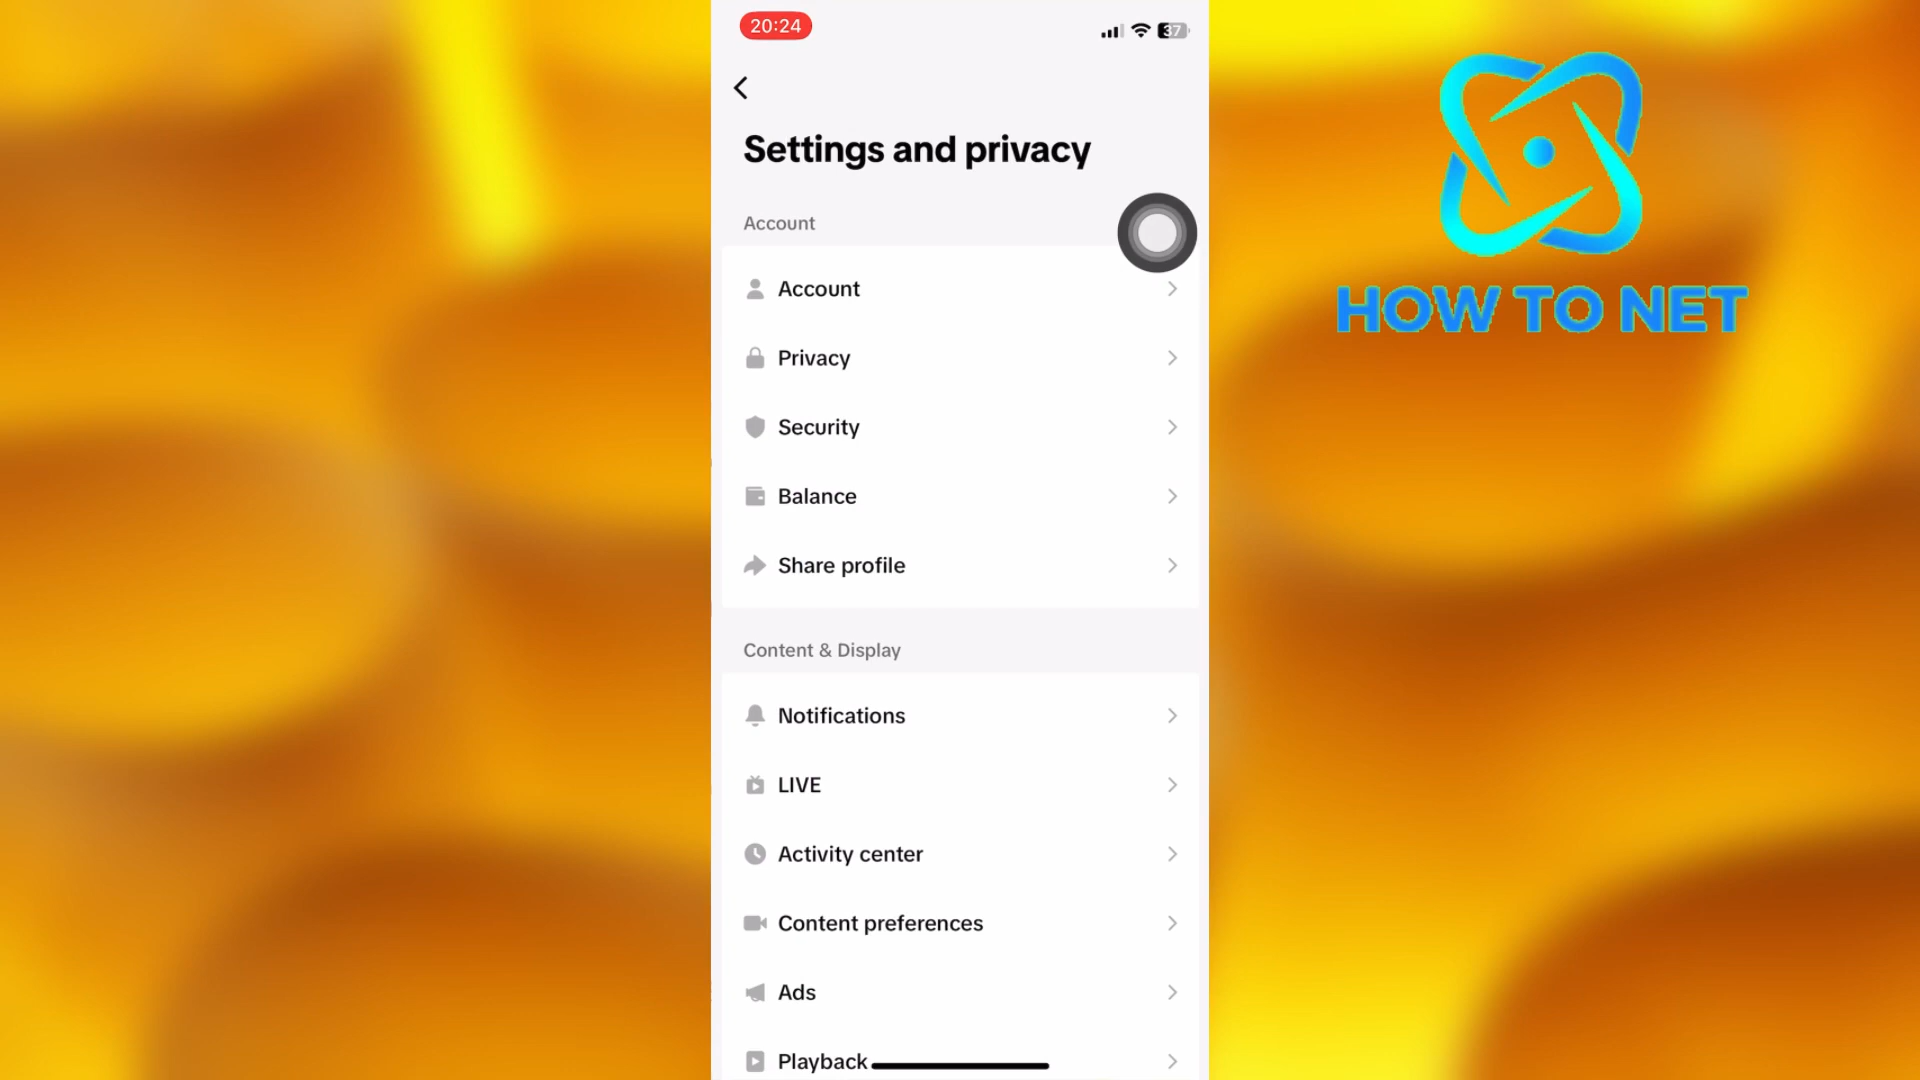 20:24
37
Settings and privacy
Account
Account
Privacy
Security
Balance
Share profile
Content & Display
Notifications
LIVE
Activity center
Content preferences
Ads
Playback
HOW TO NET